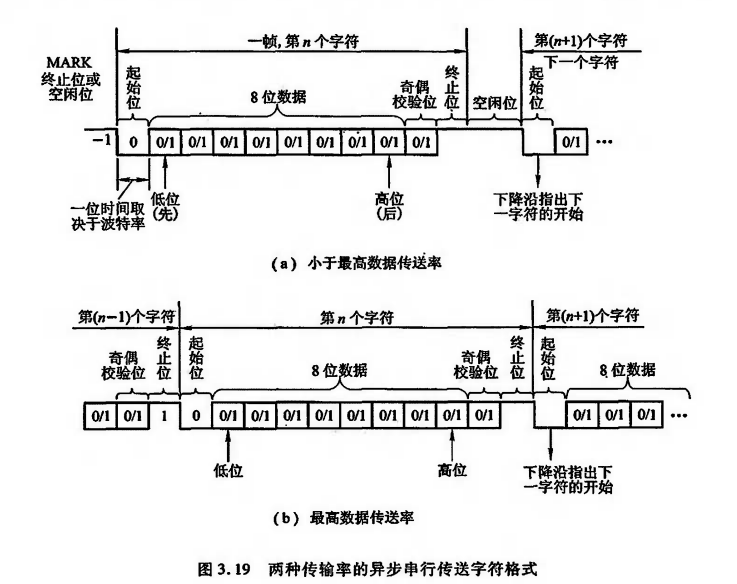 一帧,第 n 个字符
第(n+1)个字符
MARK
终止位或
空闲位
起始位
8 位数据
奇偶
校验位
终止位
空闲位
下一个字符
起始位
-1
0
0/1
0/1
0/1
0/1
0/1
0/1
0/1
0/1
0/1
0/1
…
一位时间取
决于波特率
低位
(先)
高位
(后)
下降沿指出下
一字符的开始
(a) 小于最高数据传送率
第(n-1)个字符
第 n 个字符
第(n+1)个字符
奇偶
校验位
终止位
起始位
8 位数据
奇偶
校验位
终止位
起始位
8 位数据
0/1
0/1
1
0
0/1
0/1
0/1
0/1
0/1
0/1
0/1
0/1
0/1
0/1
0/1
0/1
…
低位
高位
下降沿指出下
一字符的开始
(b) 最高数据传送率
图 3.19 两种传输率的异步串行传送字符格式